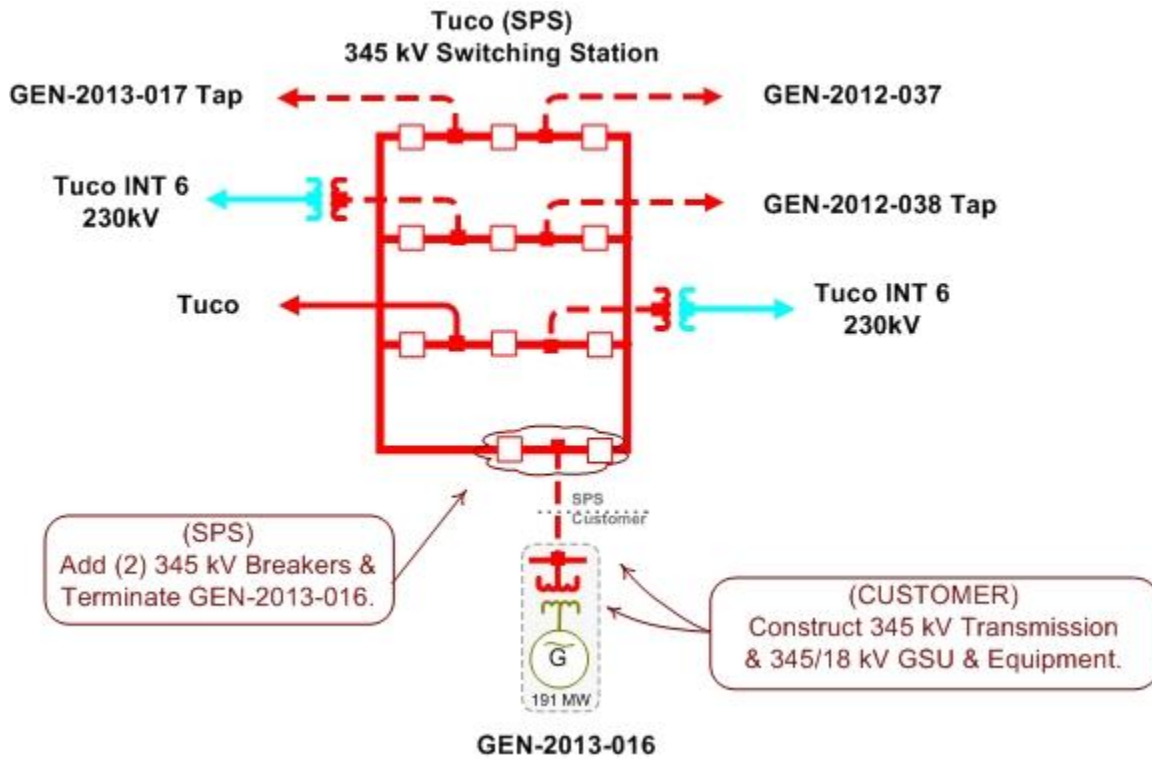 Tuco (SPS)
345 kV Switching Station
GEN-2013-017 Tap
GEN-2012-037
Tuco INT 6
230kV
GEN-2012-038 Tap
Tuco
Tuco INT 6
230kV
SPS
Customer
(SPS)
Add (2) 345 kV Breakers &
Terminate GEN-2013-016.
(CUSTOMER)
Construct 345 kV Transmission
& 345/18 kV GSU & Equipment.
G
191 MW
GEN-2013-016